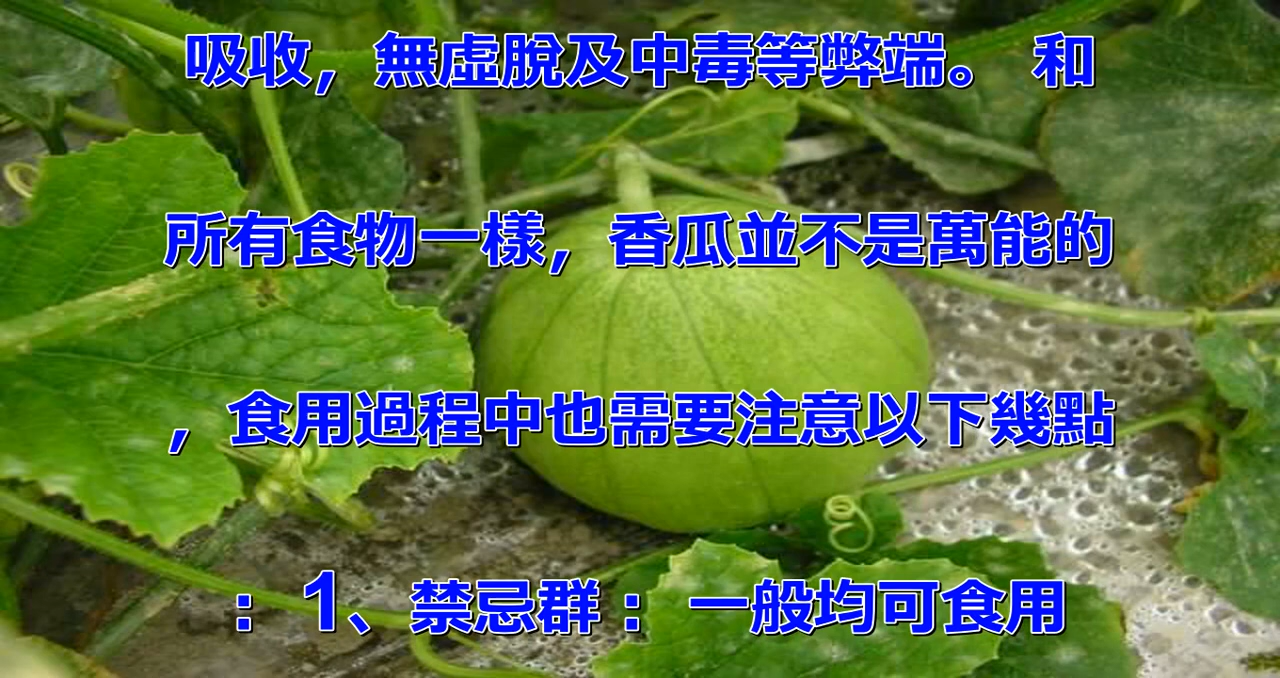 吸收，無虛脫及中毒等弊端。 和
所有食物一樣，香瓜並不是萬能的
，食用過程中也需要注意以下幾點
： 1、禁忌群： 一般均可食用